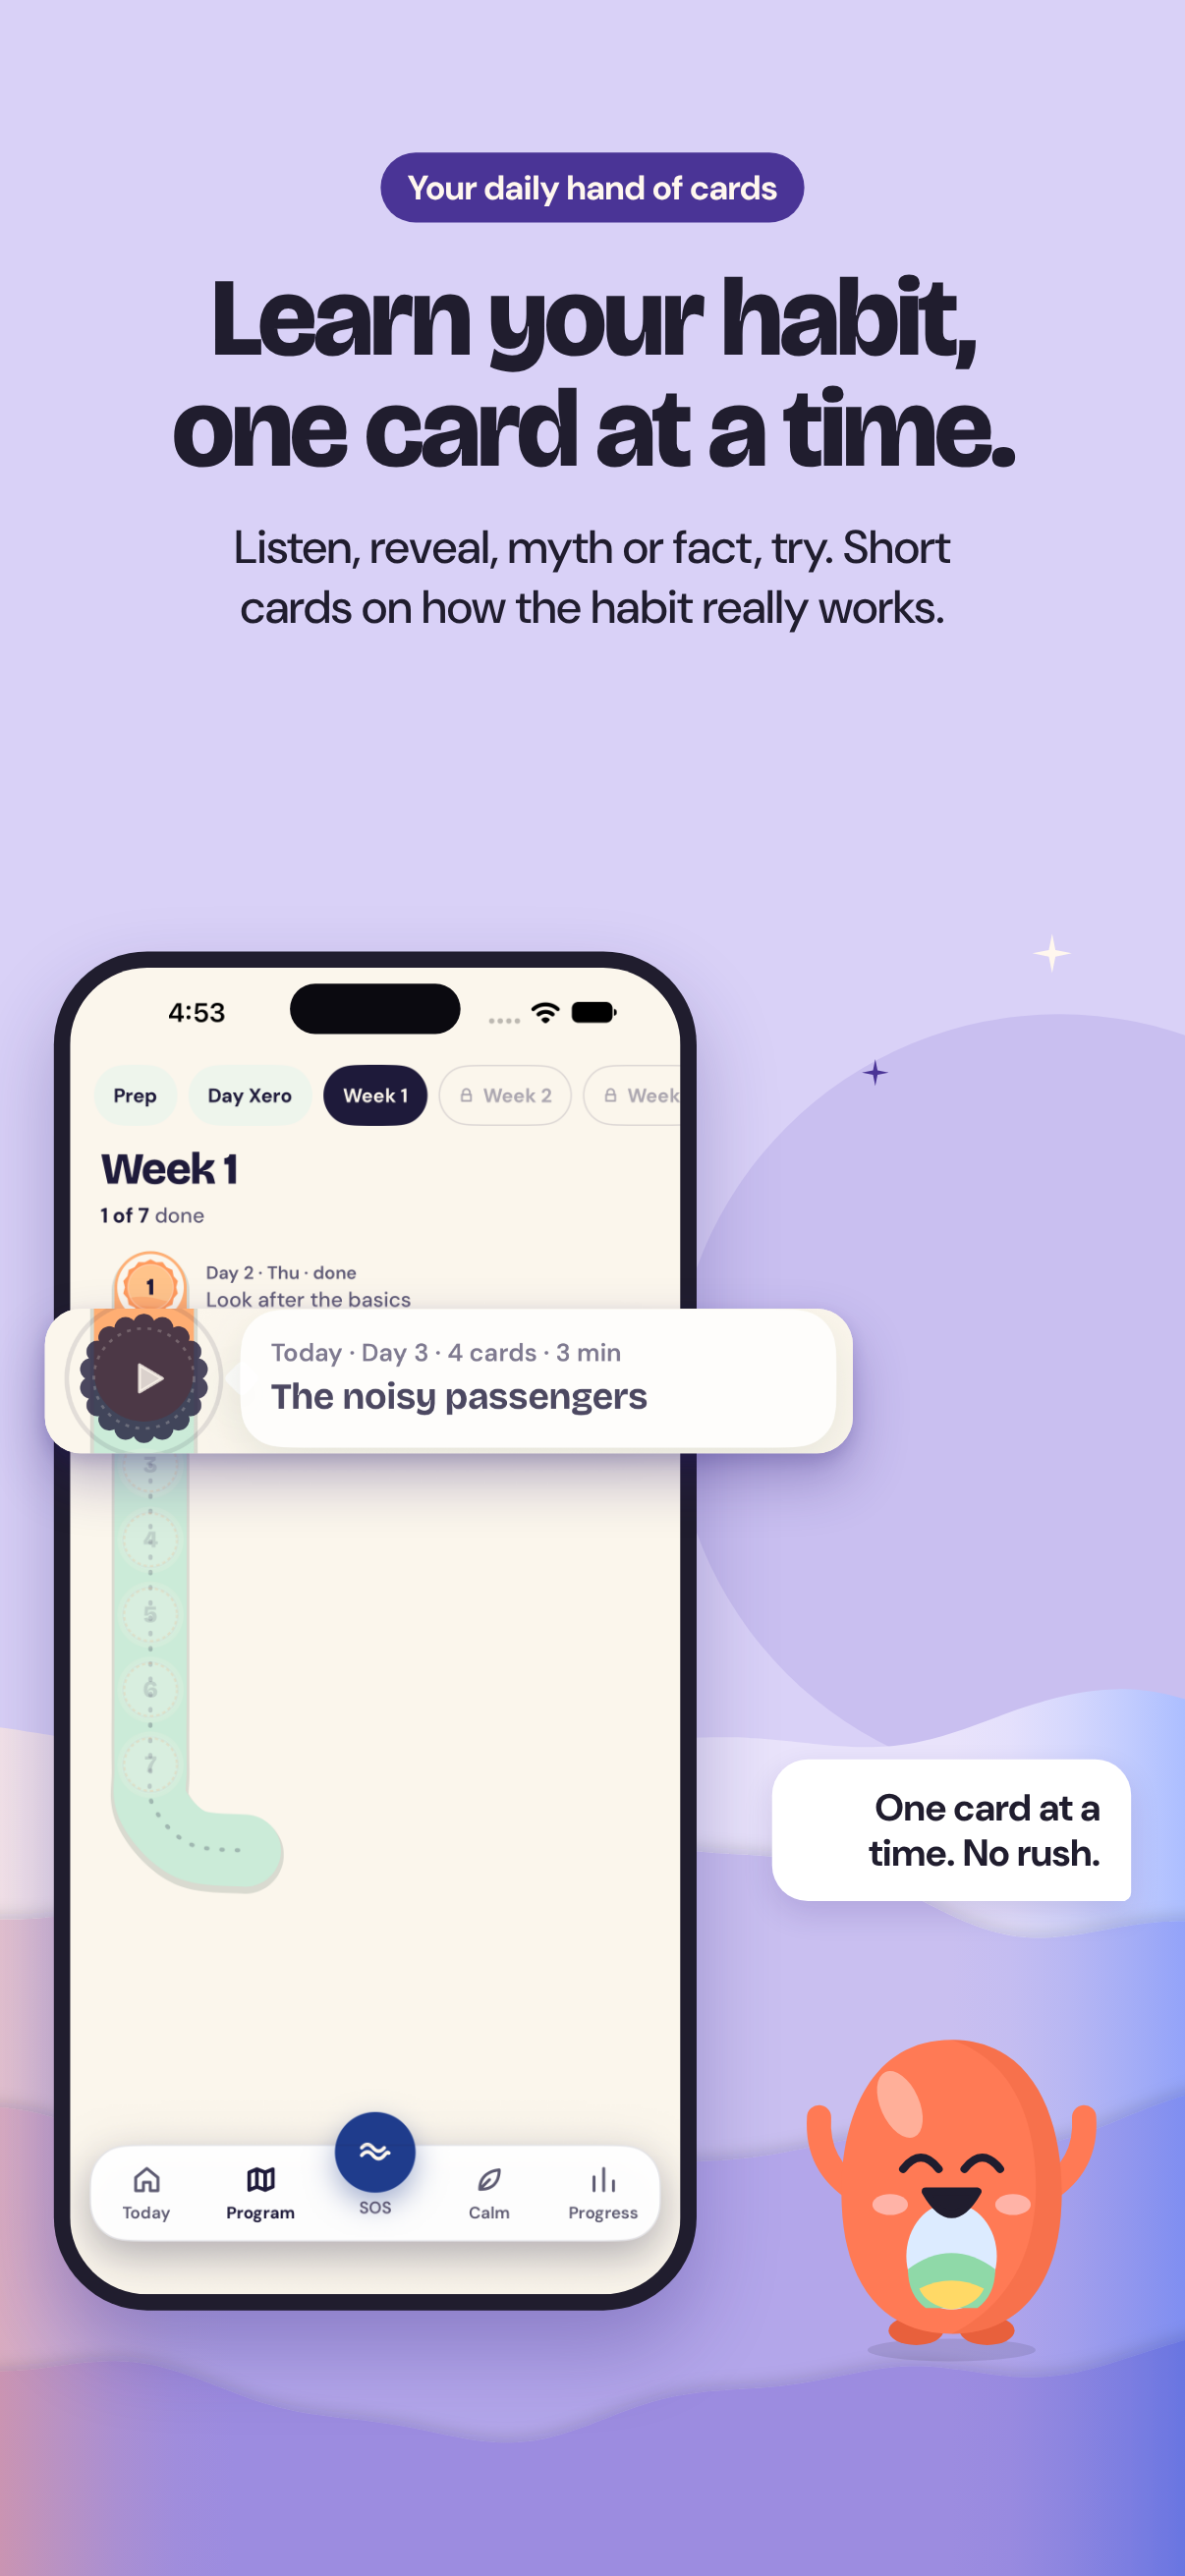 Your daily hand of cards
Learn your habit,
one card at a time.
Listen, reveal, myth or fact, try. Short
cards on how the habit really works.
4:53
Prep
Day Xero
Week 1
Week 2
Week
Week 1
1 of 7 done
1
Day 2 · Thu · done
Look after the basics
Today · Day 3 · 4 cards · 3 min
The noisy passengers
3
4
5
6
7
One card at a
time. No rush.
Today
Program
SOS
Calm
Progress